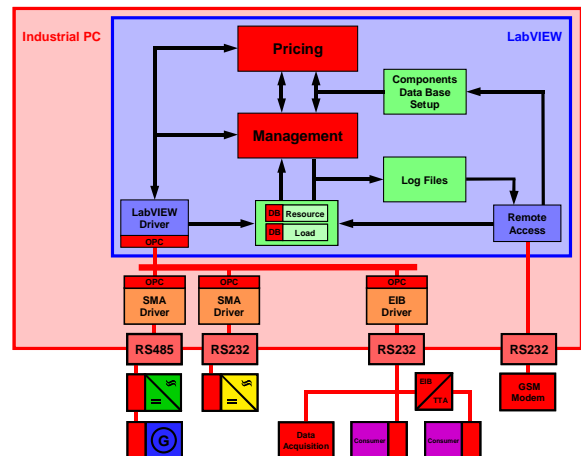 Industrial PC
LabVIEW
Pricing
Components
Data Base
Setup
Management
Log Files
LabVIEW
Driver
OPC
DB Resource
DB Load
Remote
Access
OPC
SMA
Driver
OPC
SMA
Driver
OPC
EIB
Driver
RS485
RS232
RS232
RS232
EIB
TTA
GSM
Modem
G
Data
Acquisition
Consumer
Consumer